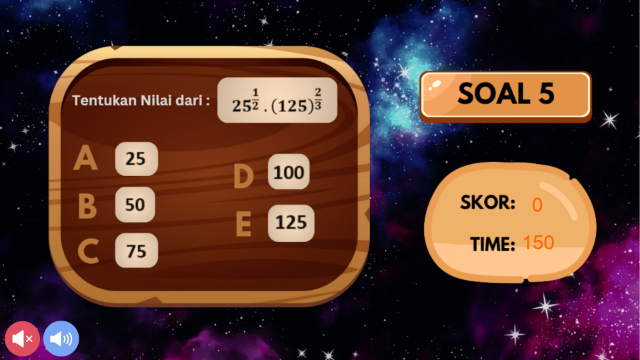 Tentukan Nilai dari : 25^{1/2} . (125)^{2/3}
A 25
B 50
C 75
D 100
E 125
SOAL 5
SKOR: 0
TIME: 150